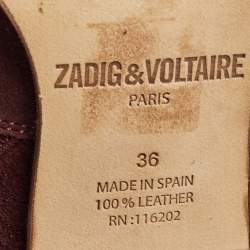 ZADIG&VOLTAIRE
PARIS
36
MADE IN SPAIN
100% LEATHER
RN:116202